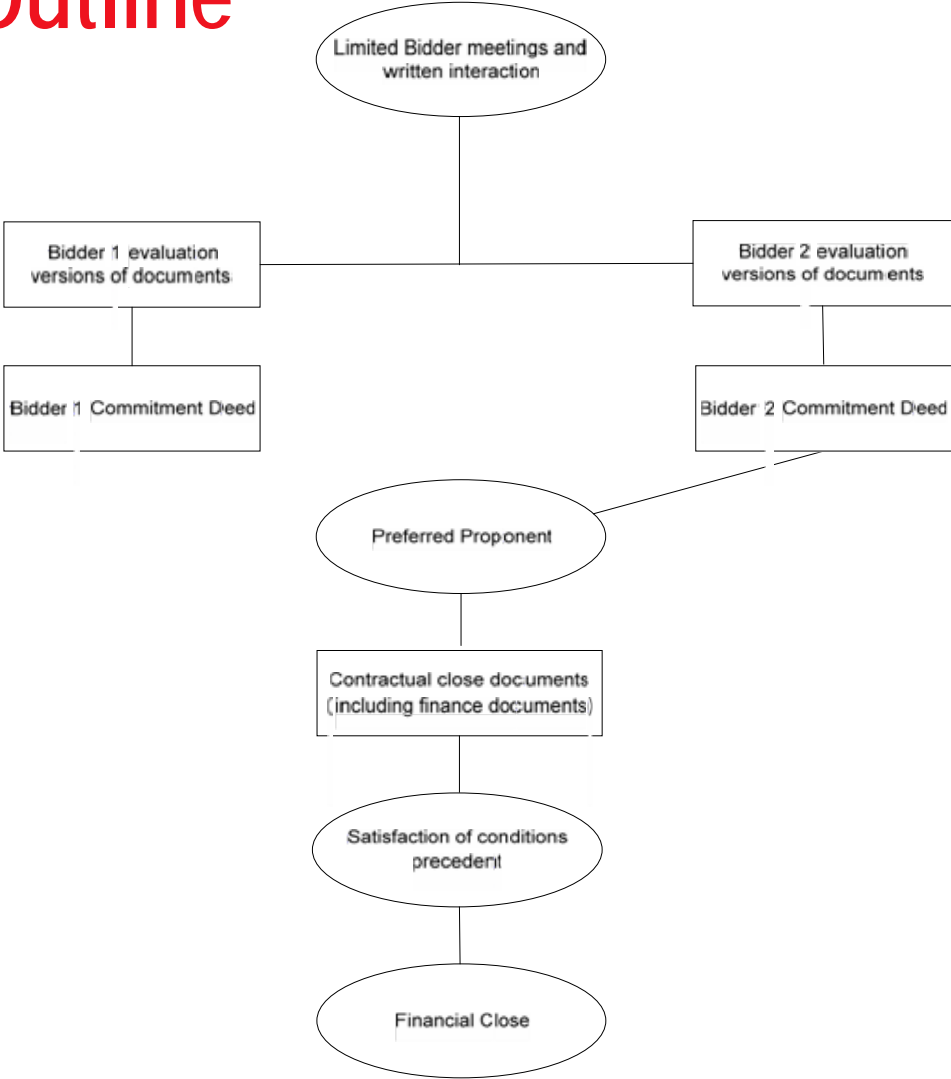 Outline
Limited Bidder meetings and
written interaction
Bidder 1 evaluation
versions of documents
Bidder 2 evaluation
versions of documents
Bidder 1 Commitment Deed
Bidder 2 Commitment Deed
Preferred Proponent
Contractual close documents
(including finance documents)
Satisfaction of conditions
precedent
Financial Close